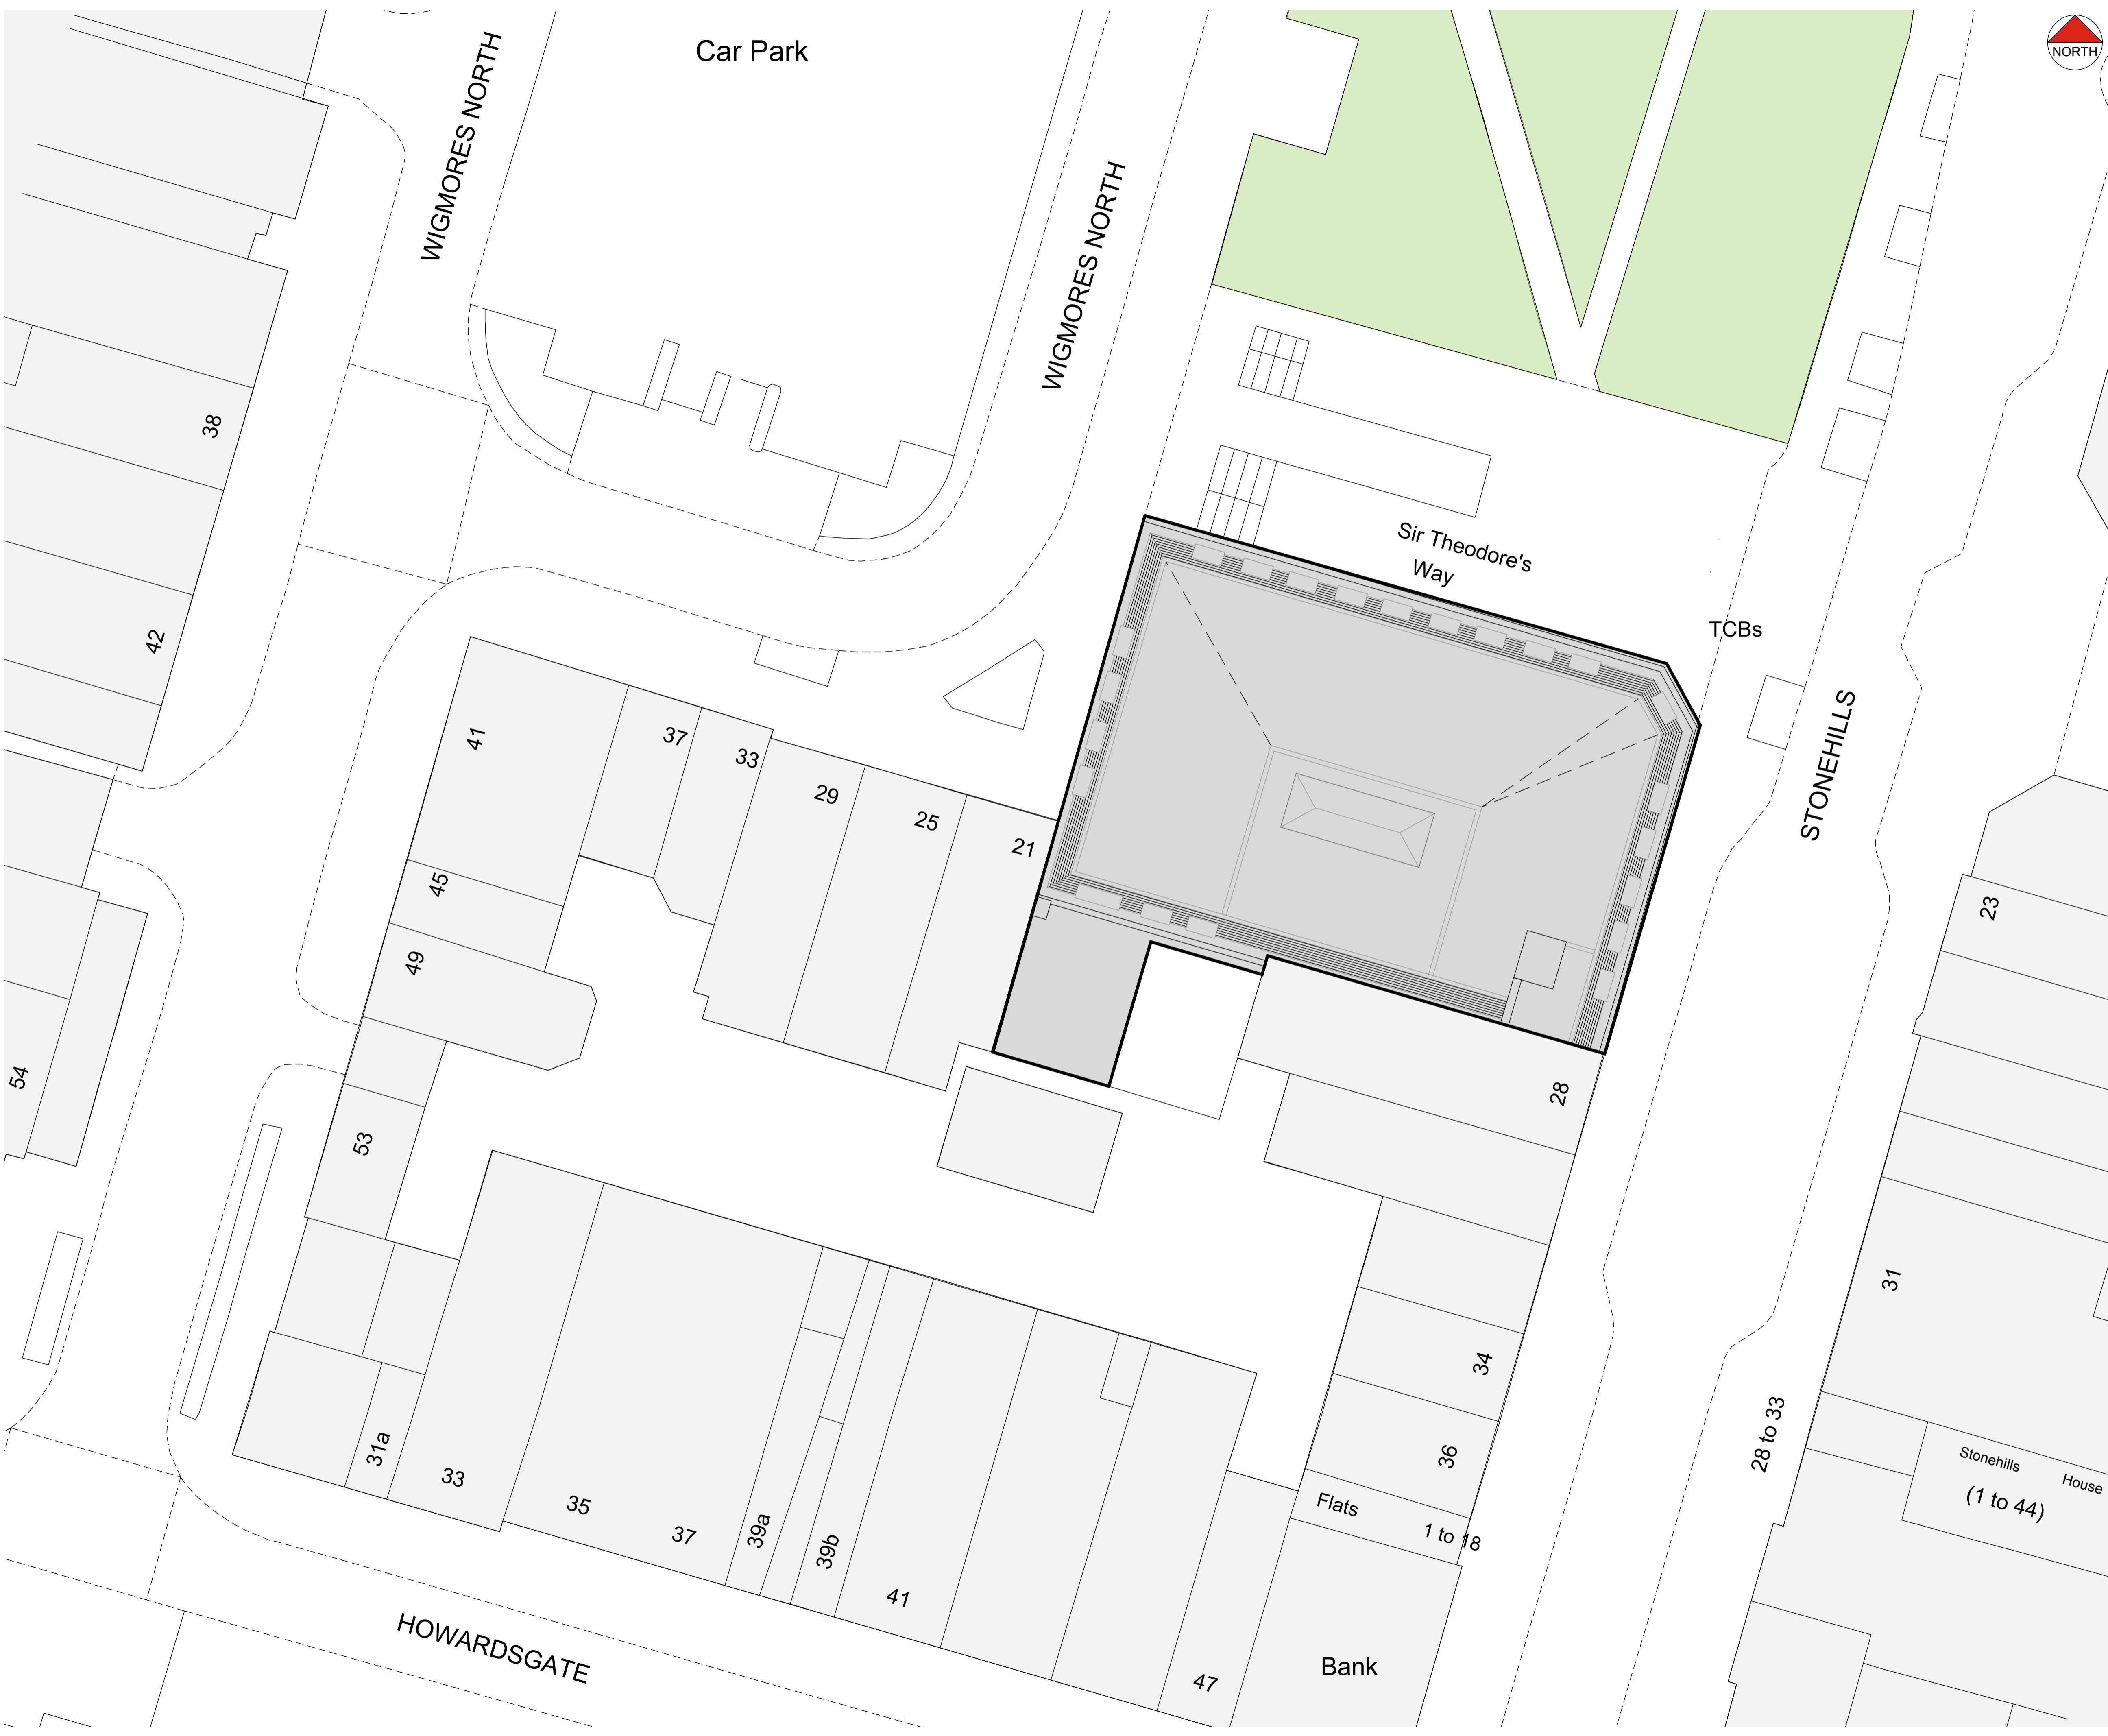 Car Park
NORTH
WIGMORES NORTH
WIGMORES NORTH
38
42
Sir Theodore's
Way
TCBs
STONEHILLS
41
37
33
29
25
21
45
49
53
54
23
28
31
34
36
28 to 33
Stonehills House
(1 to 44)
Flats 1 to 18
31a
33
35
37
39a
39b
41
47
Bank
HOWARDSGATE